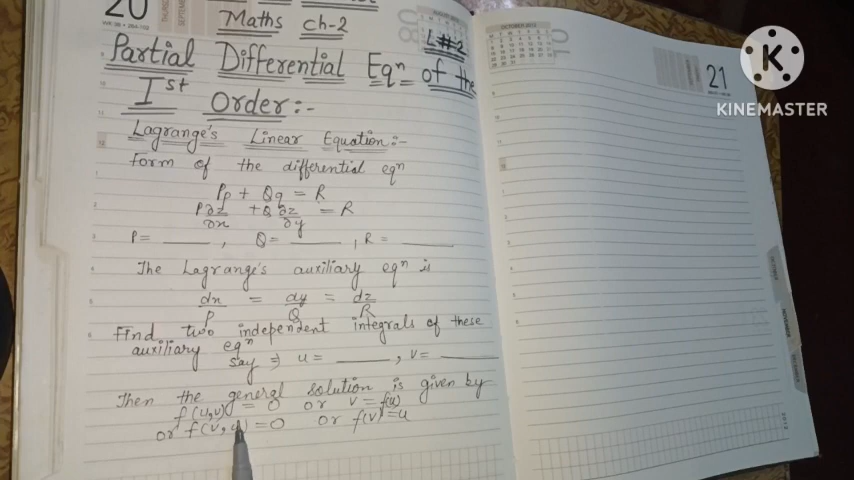 20
Maths ch-2
L#2
Partial Differential Eqn of the
Ist Order:-
Lagrange's Linear Equation:-
Form of the differential eqn
Pp + Qq = R
P∂z/∂x + Q ∂z/∂y = R
P= ____ , Q= ____ , R = ____
The Lagrange's auxiliary eqn is
dx/P = dy/Q = dz/R
Find two independent integrals of these
auxiliary eqn
say ⇒ u= ____ , v= ____
Then the general solution is given by
f(u,v) = 0 or v = f(u)
or f(v,u) = 0 or f(v)=u
OCTOBER 2013
21
KINEMASTER